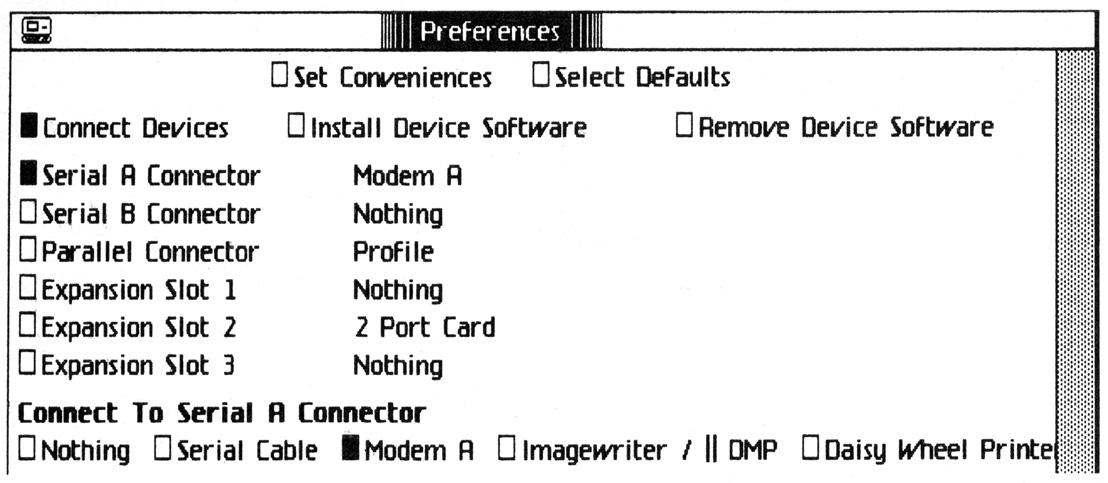 Preferences
Set Conveniences Select Defaults
Connect Devices Install Device Software Remove Device Software
Serial A Connector Modem A
Serial B Connector Nothing
Parallel Connector Profile
Expansion Slot 1 Nothing
Expansion Slot 2 2 Port Card
Expansion Slot 3 Nothing
Connect To Serial A Connector
Nothing Serial Cable Modem A Imagewriter / || DMP Daisy Wheel Printe